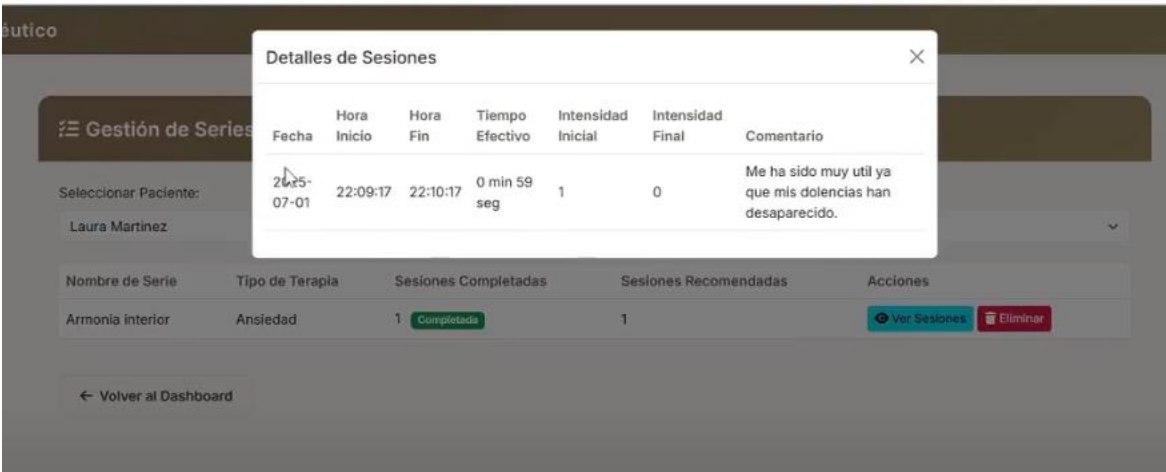 éutico
Detalles de Sesiones
Fecha Hora Inicio Hora Fin Tiempo Efectivo Intensidad Inicial Intensidad Final Comentario
2025-07-01 22:09:17 22:10:17 0 min 59 seg 1 0 Me ha sido muy util ya que mis dolencias han desaparecido.
Gestión de Series
Seleccionar Paciente:
Laura Martinez
Nombre de Serie Tipo de Terapia Sesiones Completadas Sesiones Recomendadas Acciones
Armonia interior Ansiedad 1 Completada 1 Ver Sesiones Eliminar
← Volver al Dashboard